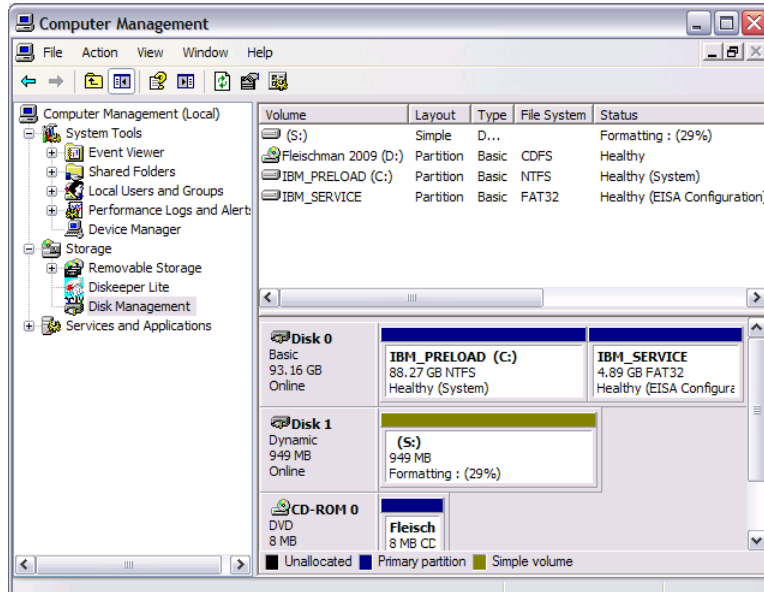 Computer Management
File Action View Window Help
Computer Management (Local)
System Tools
Event Viewer
Shared Folders
Local Users and Groups
Performance Logs and Alert
Device Manager
Storage
Removable Storage
Diskeeper Lite
Disk Management
Services and Applications
Volume Layout Type File System Status
(S:) Simple D... Formatting : (29%)
Fleischman 2009 (D:) Partition Basic CDFS Healthy
IBM_PRELOAD (C:) Partition Basic NTFS Healthy (System)
IBM_SERVICE Partition Basic FAT32 Healthy (EISA Configuration)
Disk 0
Basic
93.16 GB
Online
IBM_PRELOAD (C:)
88.27 GB NTFS
Healthy (System)
IBM_SERVICE
4.89 GB FAT32
Healthy (EISA Configura
Disk 1
Dynamic
949 MB
Online
(S:)
949 MB
Formatting : (29%)
CD-ROM 0
DVD
8 MB
Fleisch
8 MB CD
Unallocated Primary partition Simple volume